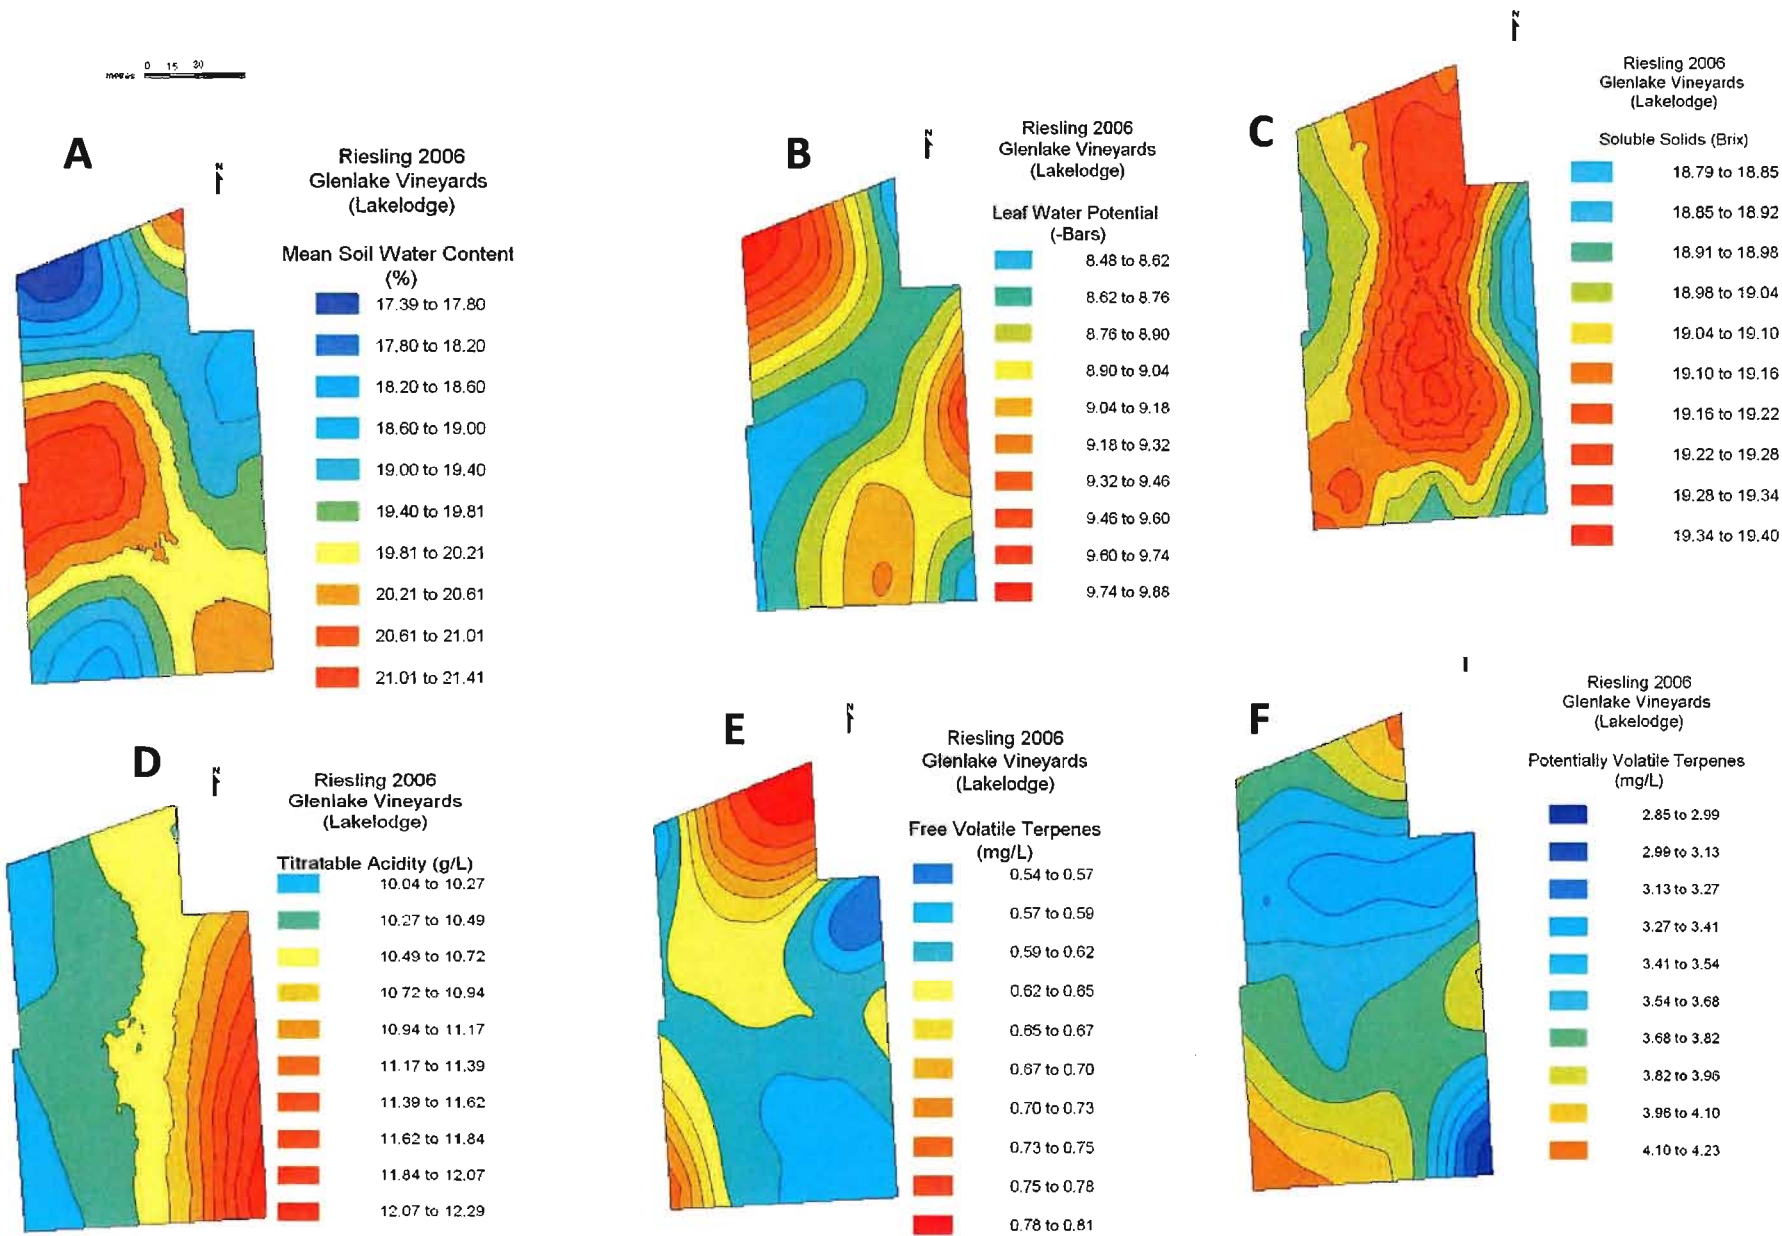 0 15 30
metres
A
N
Riesling 2006
Glenlake Vineyards
(Lakelodge)
Mean Soil Water Content
(%)
17.39 to 17.80
17.80 to 18.20
18.20 to 18.60
18.60 to 19.00
19.00 to 19.40
19.40 to 19.81
19.81 to 20.21
20.21 to 20.61
20.61 to 21.01
21.01 to 21.41
B
N
Riesling 2006
Glenlake Vineyards
(Lakelodge)
Leaf Water Potential
(-Bars)
8.48 to 8.62
8.62 to 8.76
8.76 to 8.90
8.90 to 9.04
9.04 to 9.18
9.18 to 9.32
9.32 to 9.46
9.46 to 9.60
9.60 to 9.74
9.74 to 9.88
C
N
Riesling 2006
Glenlake Vineyards
(Lakelodge)
Soluble Solids (Brix)
18.79 to 18.85
18.85 to 18.92
18.91 to 18.98
18.98 to 19.04
19.04 to 19.10
19.10 to 19.16
19.16 to 19.22
19.22 to 19.28
19.28 to 19.34
19.34 to 19.40
D
N
Riesling 2006
Glenlake Vineyards
(Lakelodge)
Titratable Acidity (g/L)
10.04 to 10.27
10.27 to 10.49
10.49 to 10.72
10.72 to 10.94
10.94 to 11.17
11.17 to 11.39
11.39 to 11.62
11.62 to 11.84
11.84 to 12.07
12.07 to 12.29
E
N
Riesling 2006
Glenlake Vineyards
(Lakelodge)
Free Volatile Terpenes
(mg/L)
0.54 to 0.57
0.57 to 0.59
0.59 to 0.62
0.62 to 0.65
0.65 to 0.67
0.67 to 0.70
0.70 to 0.73
0.73 to 0.75
0.75 to 0.78
0.78 to 0.81
F
Riesling 2006
Glenlake Vineyards
(Lakelodge)
Potentially Volatile Terpenes
(mg/L)
2.85 to 2.99
2.99 to 3.13
3.13 to 3.27
3.27 to 3.41
3.41 to 3.54
3.54 to 3.68
3.68 to 3.82
3.82 to 3.96
3.96 to 4.10
4.10 to 4.23